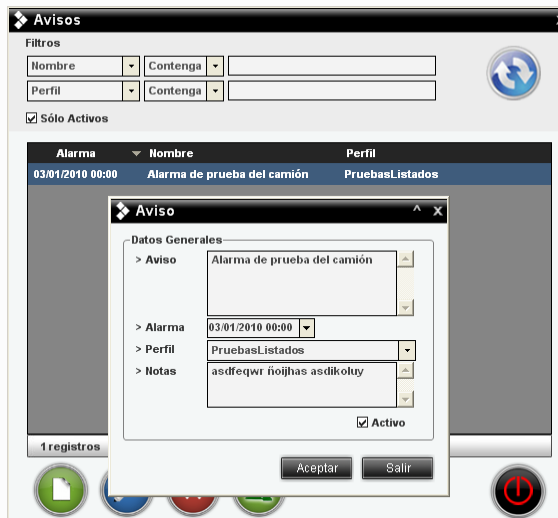 Avisos
Filtros
Nombre Contenga
Perfil Contenga
Sólo Activos
Alarma Nombre Perfil
03/01/2010 00:00 Alarma de prueba del camión PruebasListados
Aviso
Datos Generales
> Aviso Alarma de prueba del camión
> Alarma 03/01/2010 00:00
> Perfil PruebasListados
> Notas asdfeqwr ñoijhas asdikoluy
Activo
1 registros
Aceptar Salir